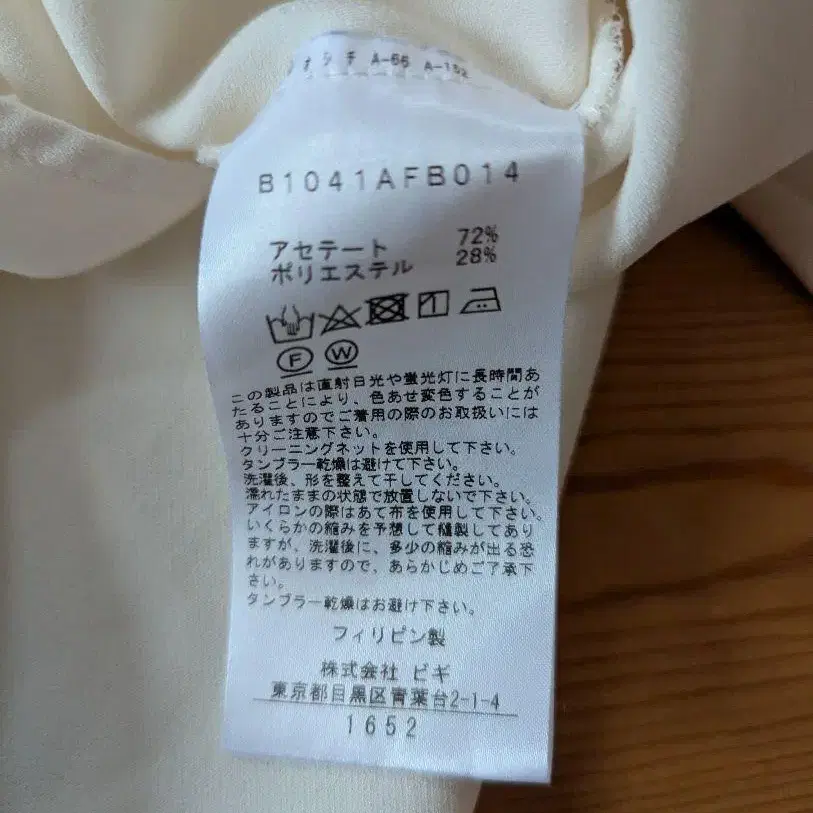 オシヂ A-66 A-152
B1041AFB014
アセテート 72%
ポリエステル 28%
F W
この製品は直射日光や蛍光灯に長時間あ
たることにより、色あせ変色することが
ありますのでご着用の際のお取扱いには
十分ご注意下さい。
クリーニングネットを使用して下さい。
タンブラー乾燥は避けて下さい。
洗濯後、形を整えて干してください。
濡れたままの状態で放置しないで下さい。
アイロンの際はあて布を使用して下さい。
いくらかの縮みを予想して縫製してあり
ますが、洗濯後に、多少の縮みが出る恐
れがありますので、あらかじめご了承下
さい。
タンブラー乾燥はお避け下さい。
フィリピン製
株式会社 ビギ
東京都目黒区青葉台2-1-4
1652